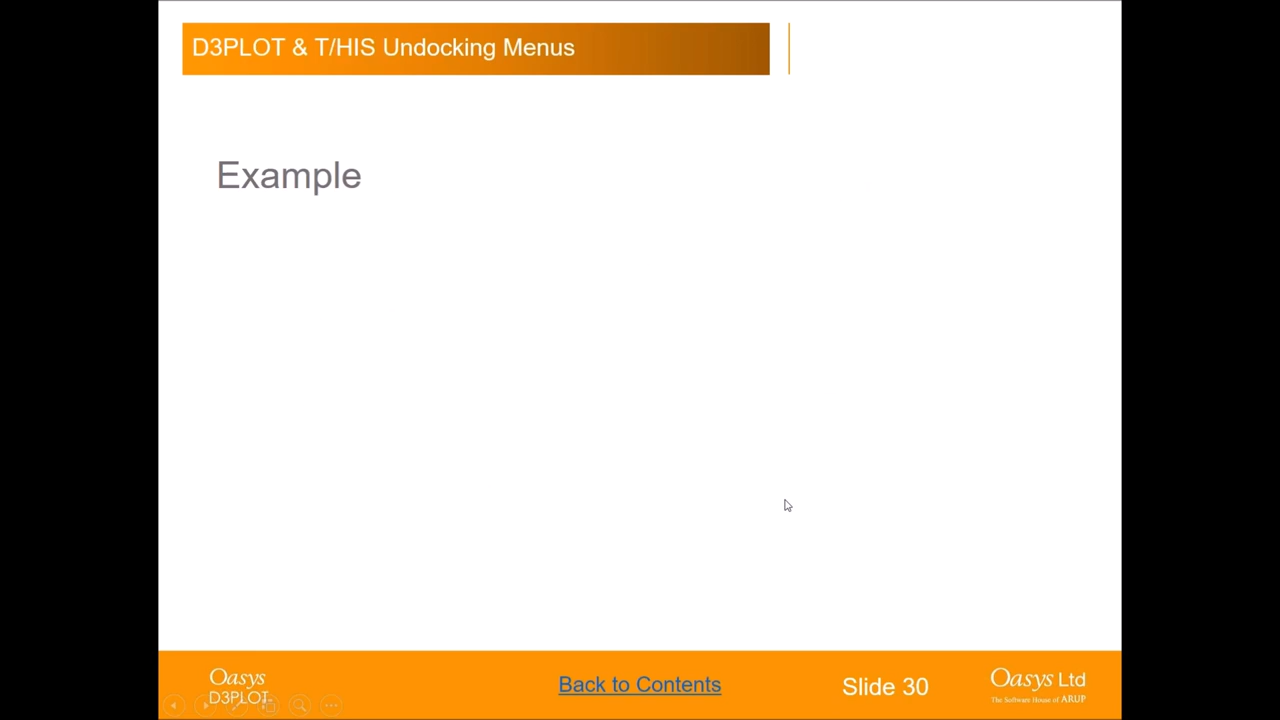 D3PLOT & T/HIS Undocking Menus
Example
Oasys
D3PLOT
Back to Contents
Slide 30
Oasys Ltd
The Software House of ARUP